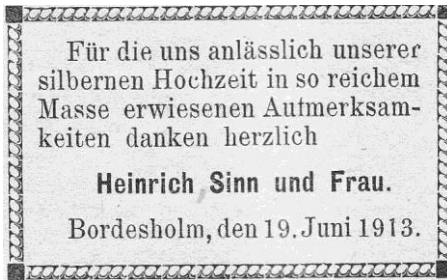 Für die uns anlässlich unserer
silbernen Hochzeit in so reichem
Masse erwiesenen Aufmerksam-
keiten danken herzlich
Heinrich Sinn und Frau.
Bordesholm, den 19. Juni 1913.